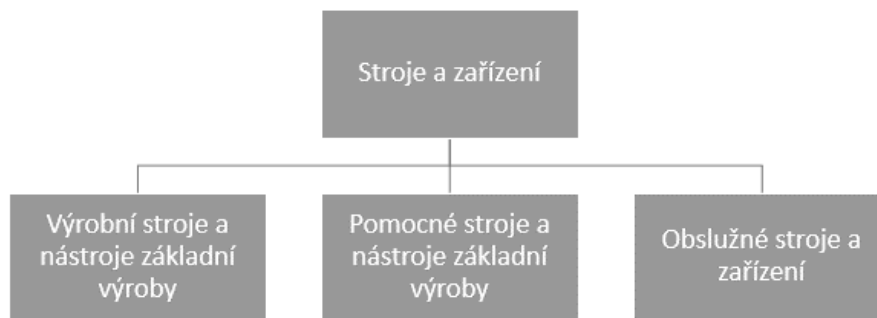 Stroje a zařízení
Výrobní stroje a
nástroje základní
výroby
Pomocné stroje a
nástroje základní
výroby
Obslužné stroje a
zařízení